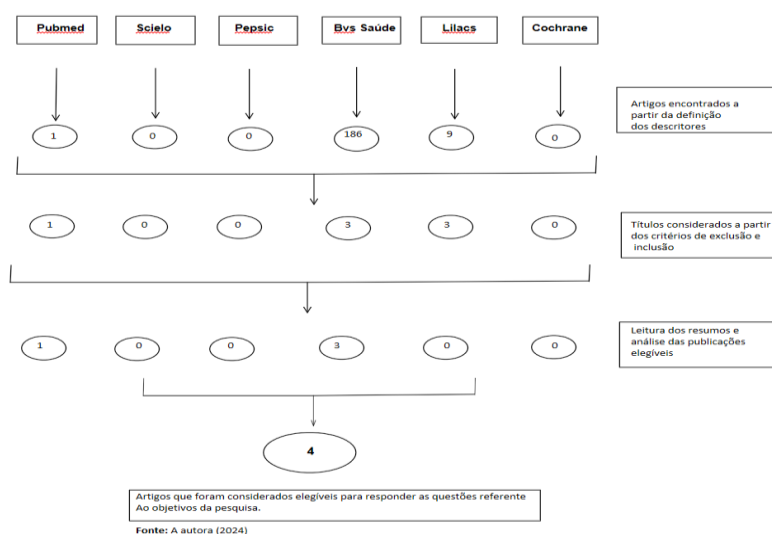 Pubmed Scielo Pepsic Bvs Saúde Lilacs Cochrane
Artigos encontrados a
partir da definição
dos descritores
1 0 0 186 9 0
Títulos considerados a partir
dos critérios de exclusão e
inclusão
1 0 0 3 3 0
Leitura dos resumos e
análise das publicações
elegíveis
1 0 0 3 0 0
4
Artigos que foram considerados elegíveis para responder as questões referente
Ao objetivos da pesquisa.
Fonte: A autora (2024)